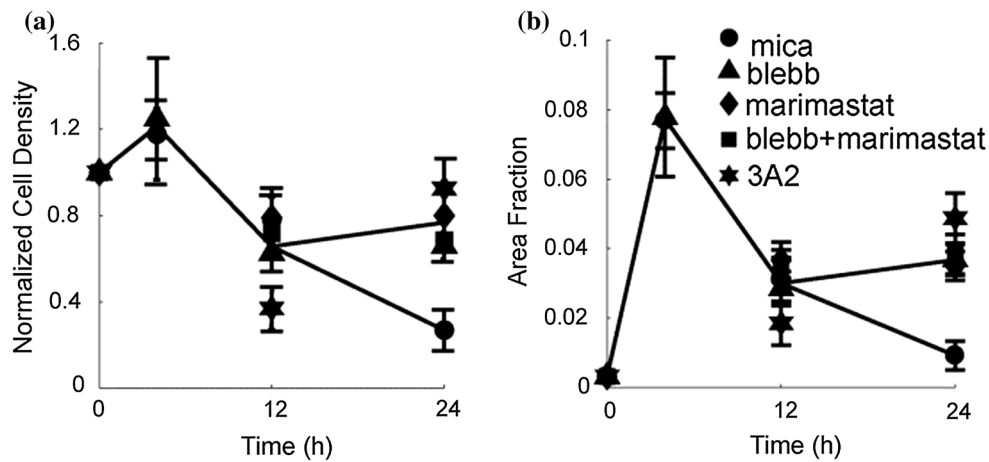 (a)
1.6
1.2
0.8
0.4
0
Normalized Cell Density
0
12
24
Time (h)
(b)
0.1
0.08
0.06
0.04
0.02
0
Area Fraction
mica
blebb
marimastat
blebb+marimastat
3A2
0
12
24
Time (h)